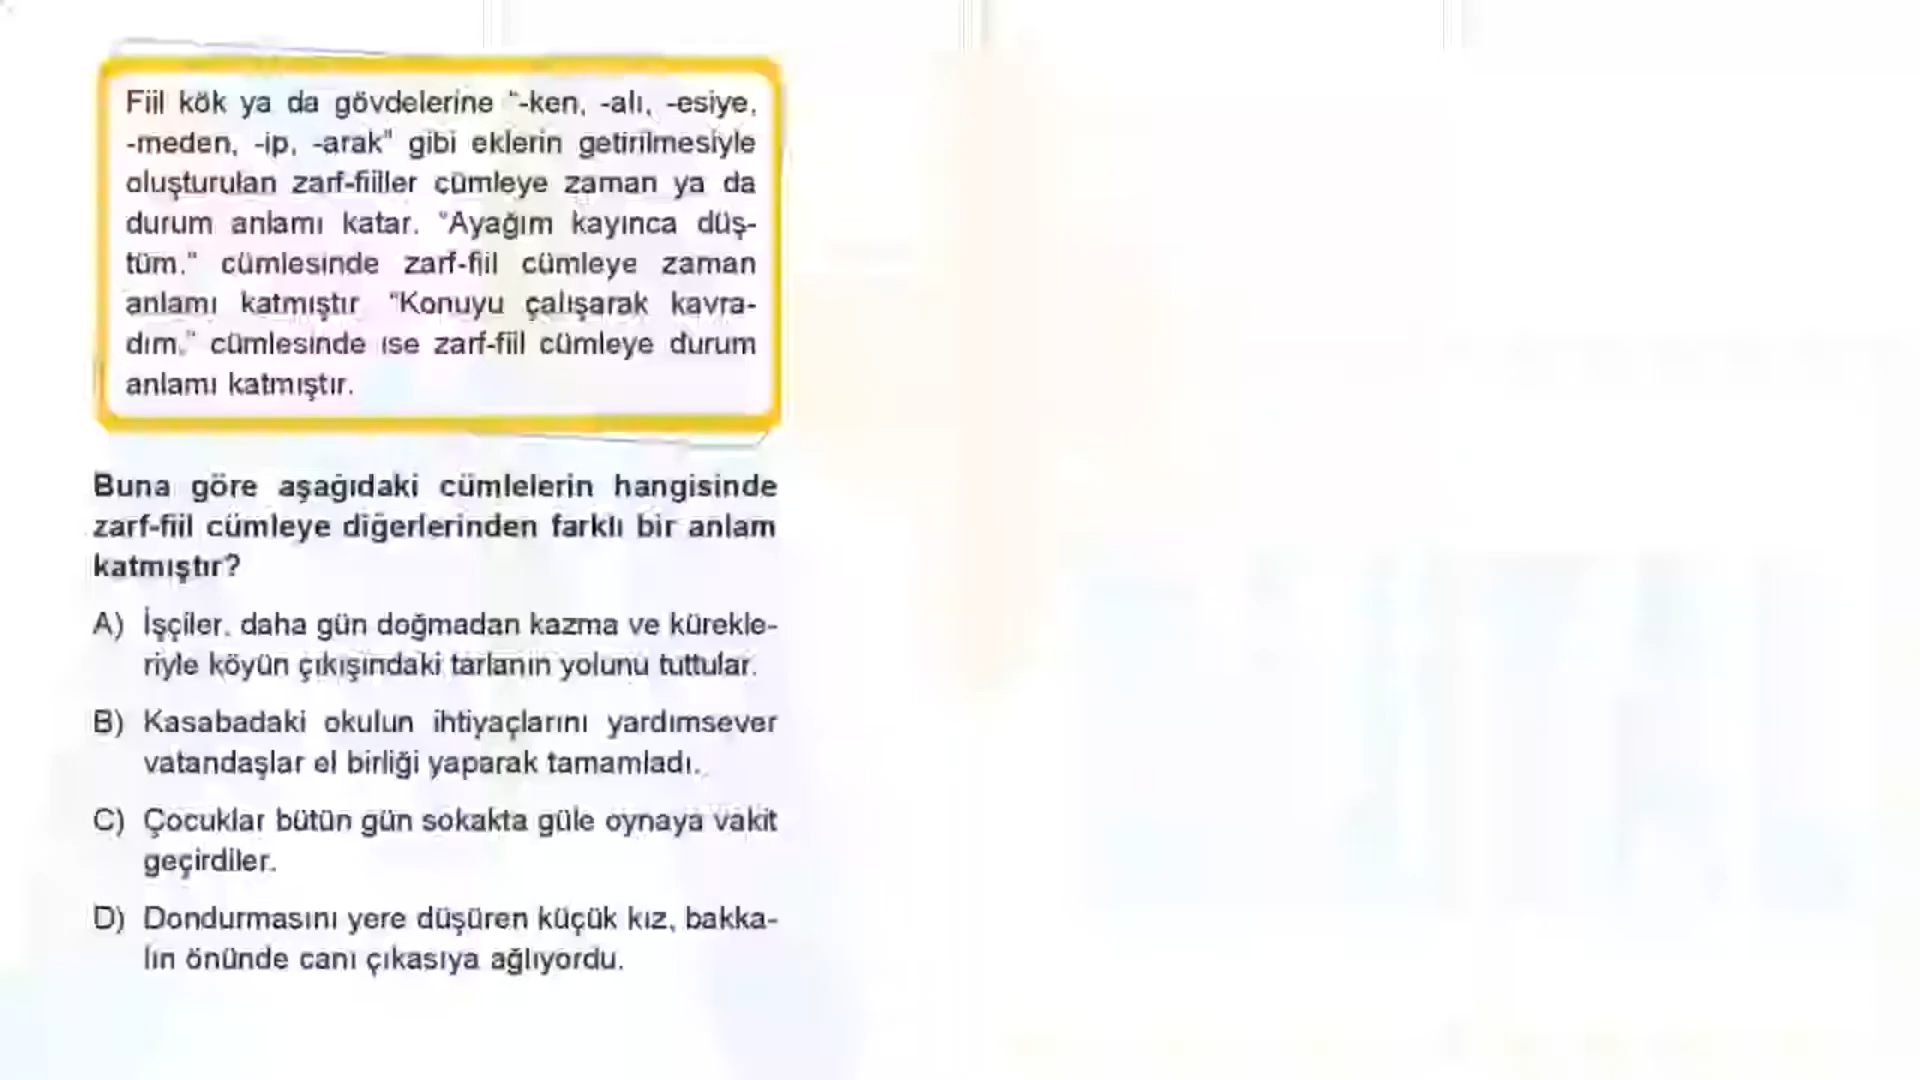 Fiil kök ya da gövdelerine "-ken, -alı, -esiye,
-meden, -ip, -arak" gibi eklerin getirilmesiyle
oluşturulan zarf-fiiller cümleye zaman ya da
durum anlamı katar. "Ayağım kayınca düş-
tüm." cümlesinde zarf-fiil cümleye zaman
anlamı katmıştır. "Konuyu çalışarak kavra-
dım." cümlesinde ise zarf-fiil cümleye durum
anlamı katmıştır.
Buna göre aşağıdaki cümlelerin hangisinde
zarf-fiil cümleye diğerlerinden farklı bir anlam
katmıştır?
A) İşçiler, daha gün doğmadan kazma ve kürekle-
riyle köyün çıkışındaki tarlanın yolunu tuttular.
B) Kasabadaki okulun ihtiyaçlarını yardımsever
vatandaşlar el birliği yaparak tamamladı.
C) Çocuklar bütün gün sokakta güle oynaya vakit
geçirdiler.
D) Dondurmasını yere düşüren küçük kız, bakka-
lın önünde canı çıkasıya ağlıyordu.